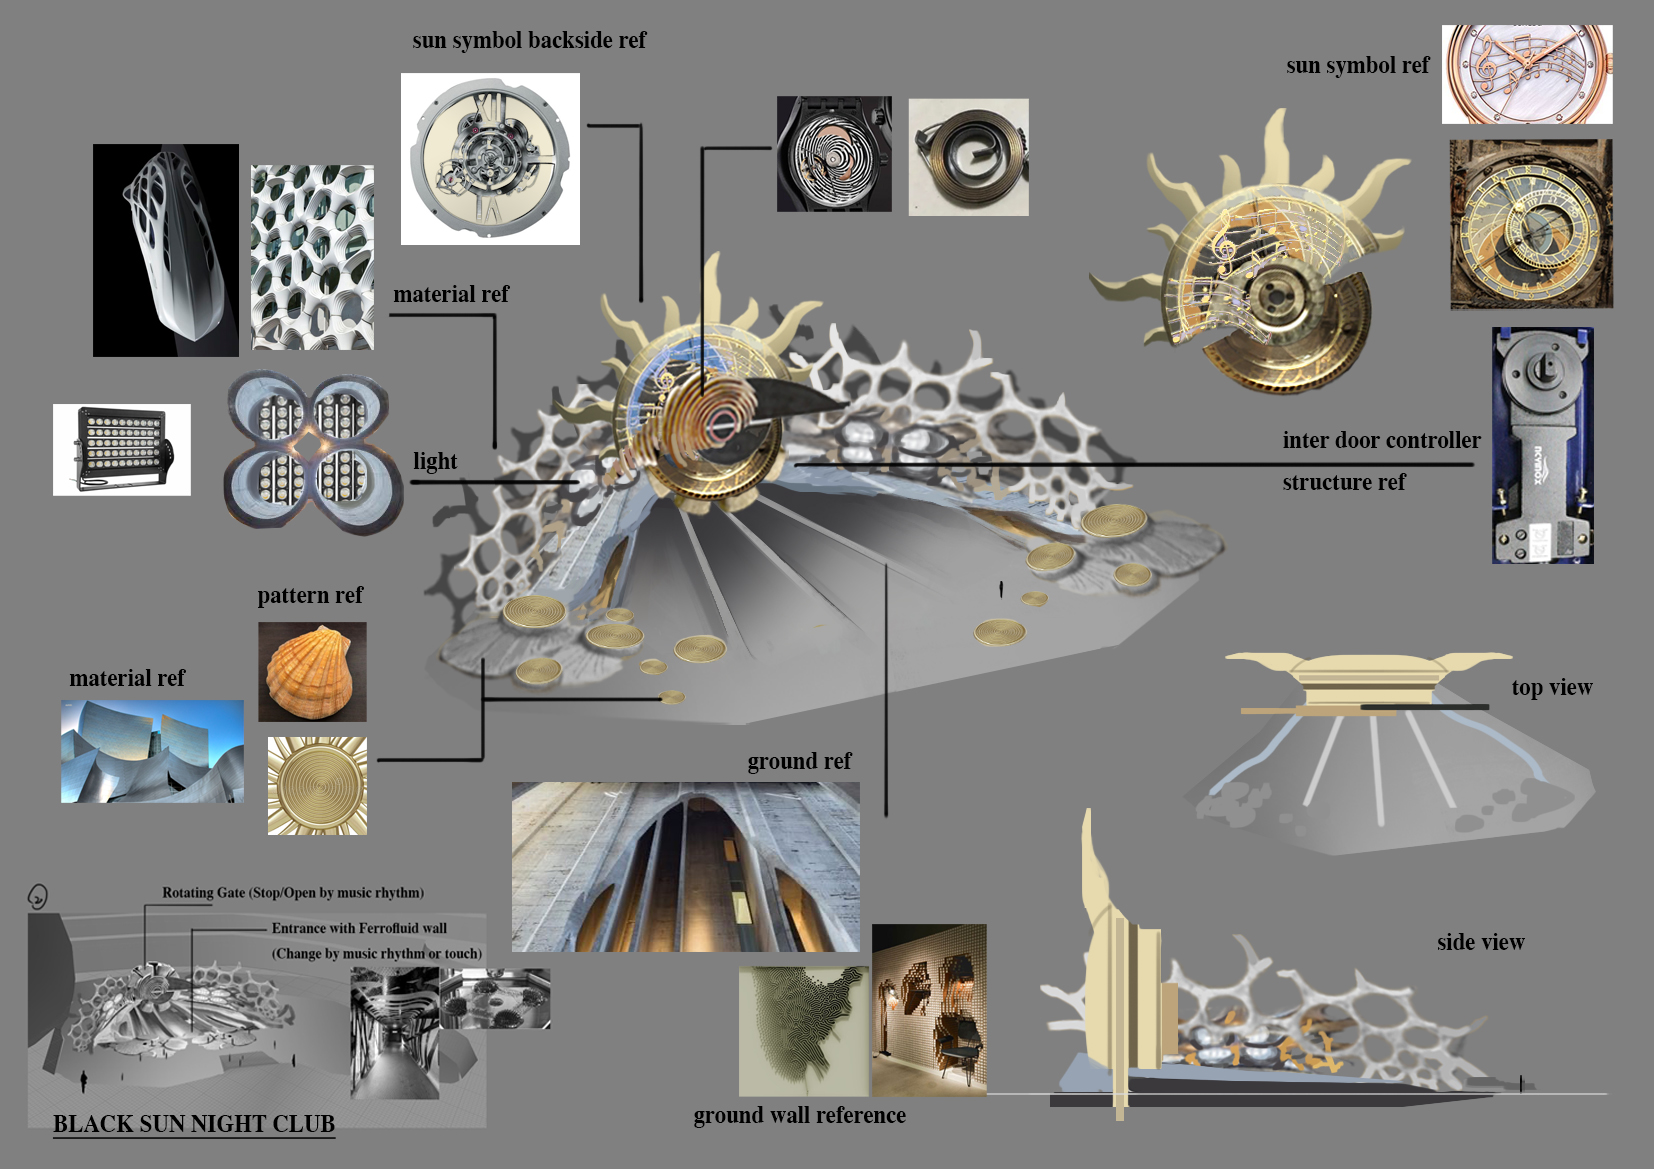 sun symbol backside ref
sun symbol ref
material ref
light
inter door controller
structure ref
pattern ref
material ref
top view
ground ref
Rotating Gate (Stop/Open by music rhythm)
Entrance with Ferrofluid wall
(Change by music rhythm or touch)
side view
ground wall reference
BLACK SUN NIGHT CLUB